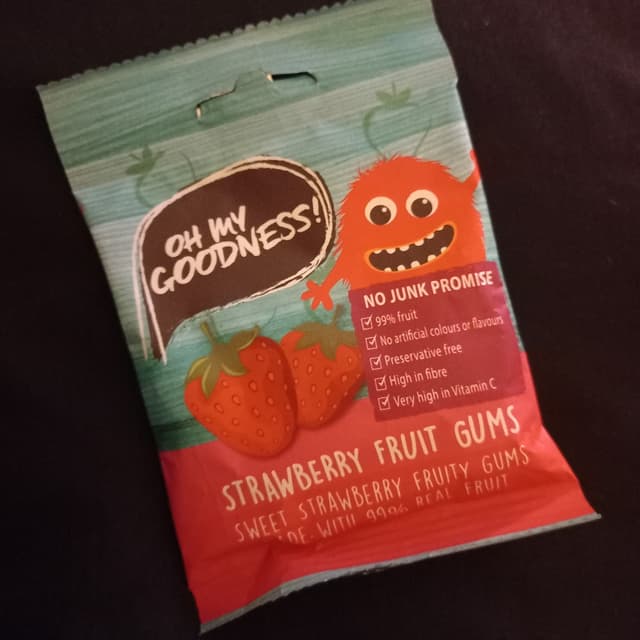 OH MY
GOODNESS!
NO JUNK PROMISE
99% fruit
No artificial colours or flavours
Preservative free
High in fibre
Very high in Vitamin C
STRAWBERRY FRUIT GUMS
SWEET STRAWBERRY FRUITY GUMS
WITH 99% REAL FRUIT